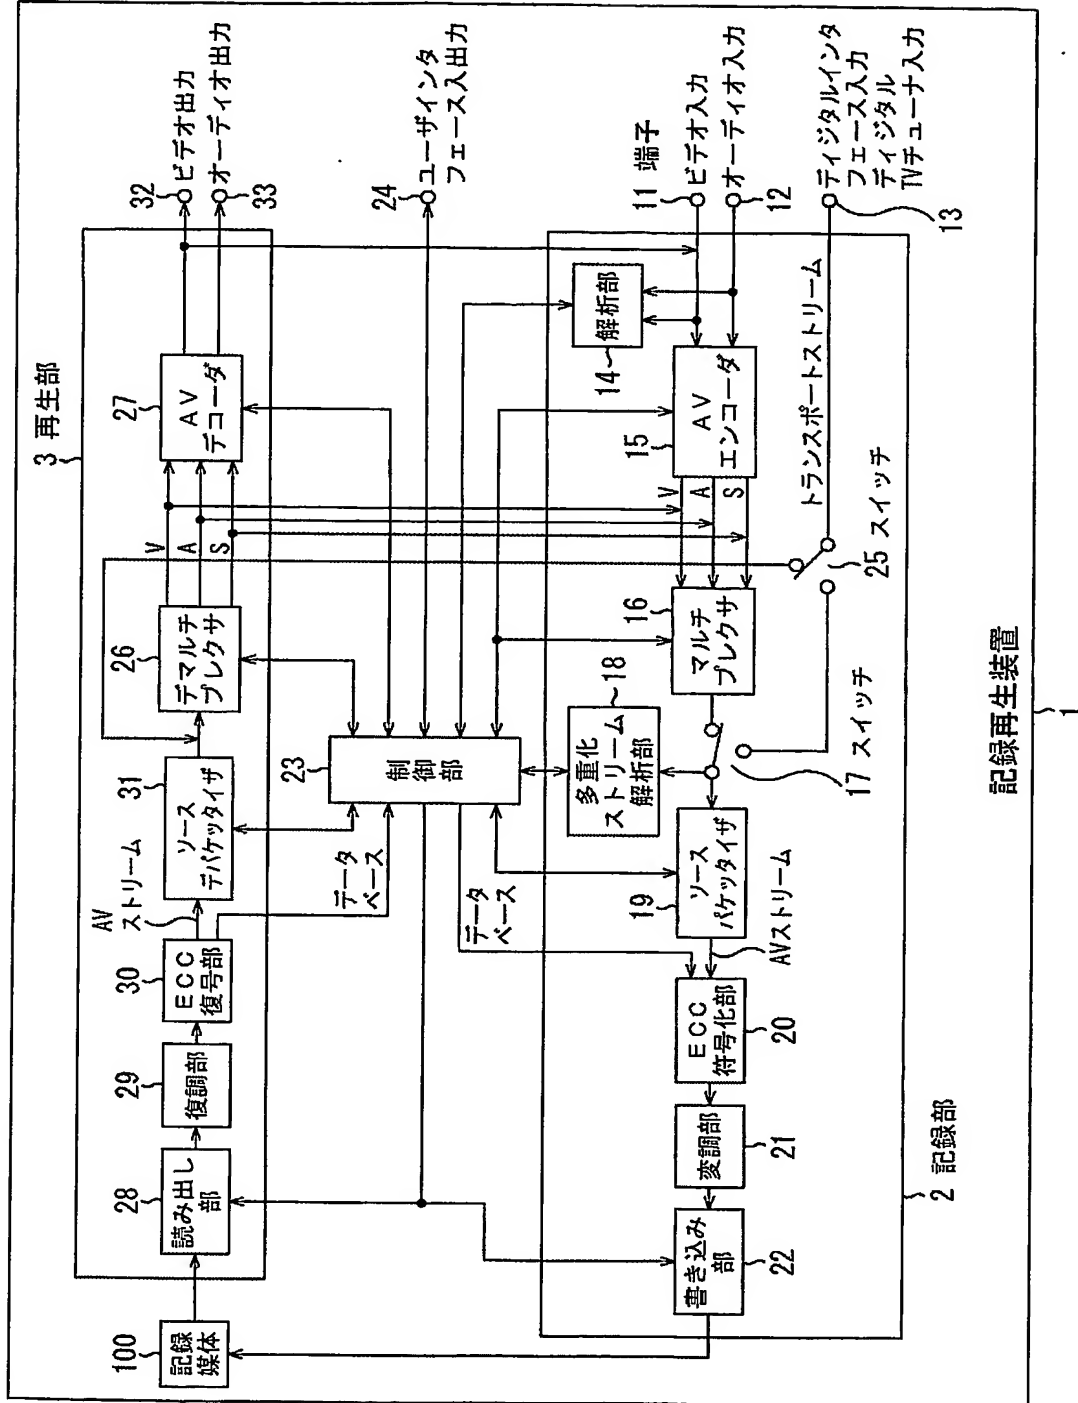 3 再生部
100
記録
媒体
28
読み出し
部
29
復調部
30
ECC
復号部
AV
ストリーム
31
ソース
デパケッタイザ
26
デマルチ
プレクサ
V
A
S
27
AV
デコーダ
32
ビデオ出力
オーディオ出力
33
データ
ベース
23
制御部
24
ユーザインタ
フェース入出力
データ
ベース
11 端子
ビデオ入力
オーディオ入力
12
14
解析部
15
AV
エンコーダ
V
A
S
16
マルチ
プレクサ
18
多重化
ストリーム
解析部
19
ソース
パケッタイザ
AVストリーム
ECC
符号化部
20
変調部
21
書き込み
部
22
17 スイッチ
25 スイッチ
トランスポートストリーム
13
ディジタルインタ
フェース入力
ディジタル
TVチューナ入力
2 記録部
記録再生装置
1